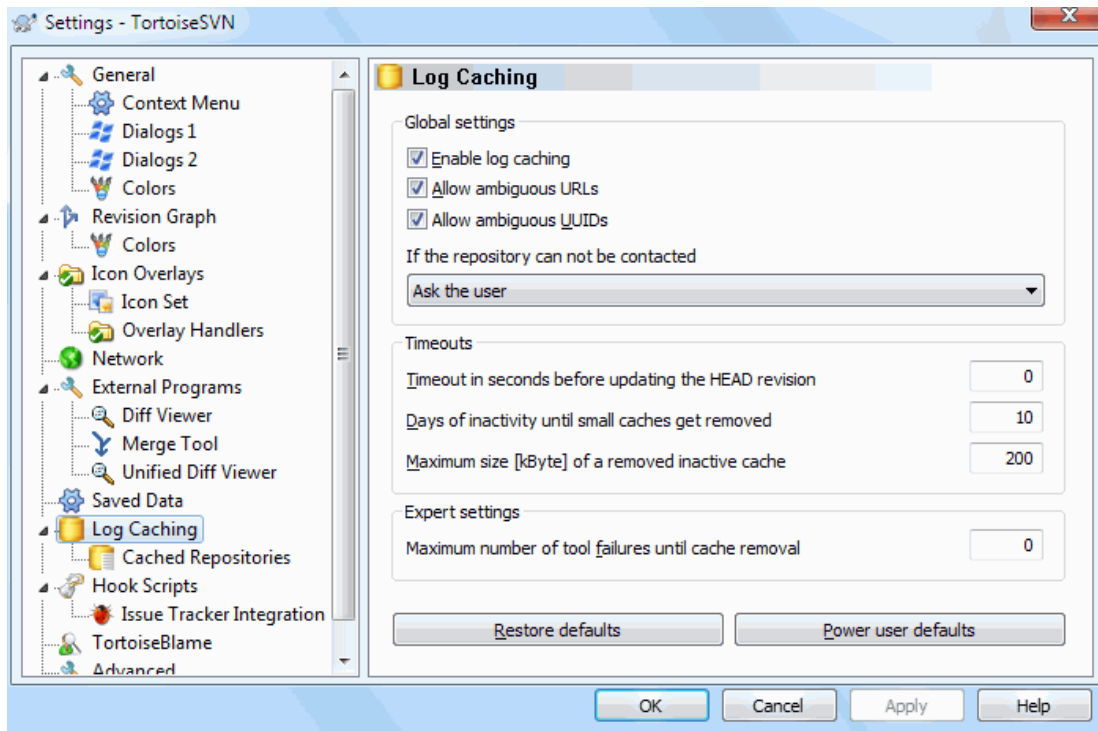 Settings - TortoiseSVN
General
Context Menu
Dialogs 1
Dialogs 2
Colors
Revision Graph
Colors
Icon Overlays
Icon Set
Overlay Handlers
Network
External Programs
Diff Viewer
Merge Tool
Unified Diff Viewer
Saved Data
Log Caching
Cached Repositories
Hook Scripts
Issue Tracker Integration
TortoiseBlame
Advanced
Log Caching
Global settings
Enable log caching
Allow ambiguous URLs
Allow ambiguous UUIDs
If the repository can not be contacted
Ask the user
Timeouts
Timeout in seconds before updating the HEAD revision 0
Days of inactivity until small caches get removed 10
Maximum size [kByte] of a removed inactive cache 200
Expert settings
Maximum number of tool failures until cache removal 0
Restore defaults Power user defaults
OK Cancel Apply Help